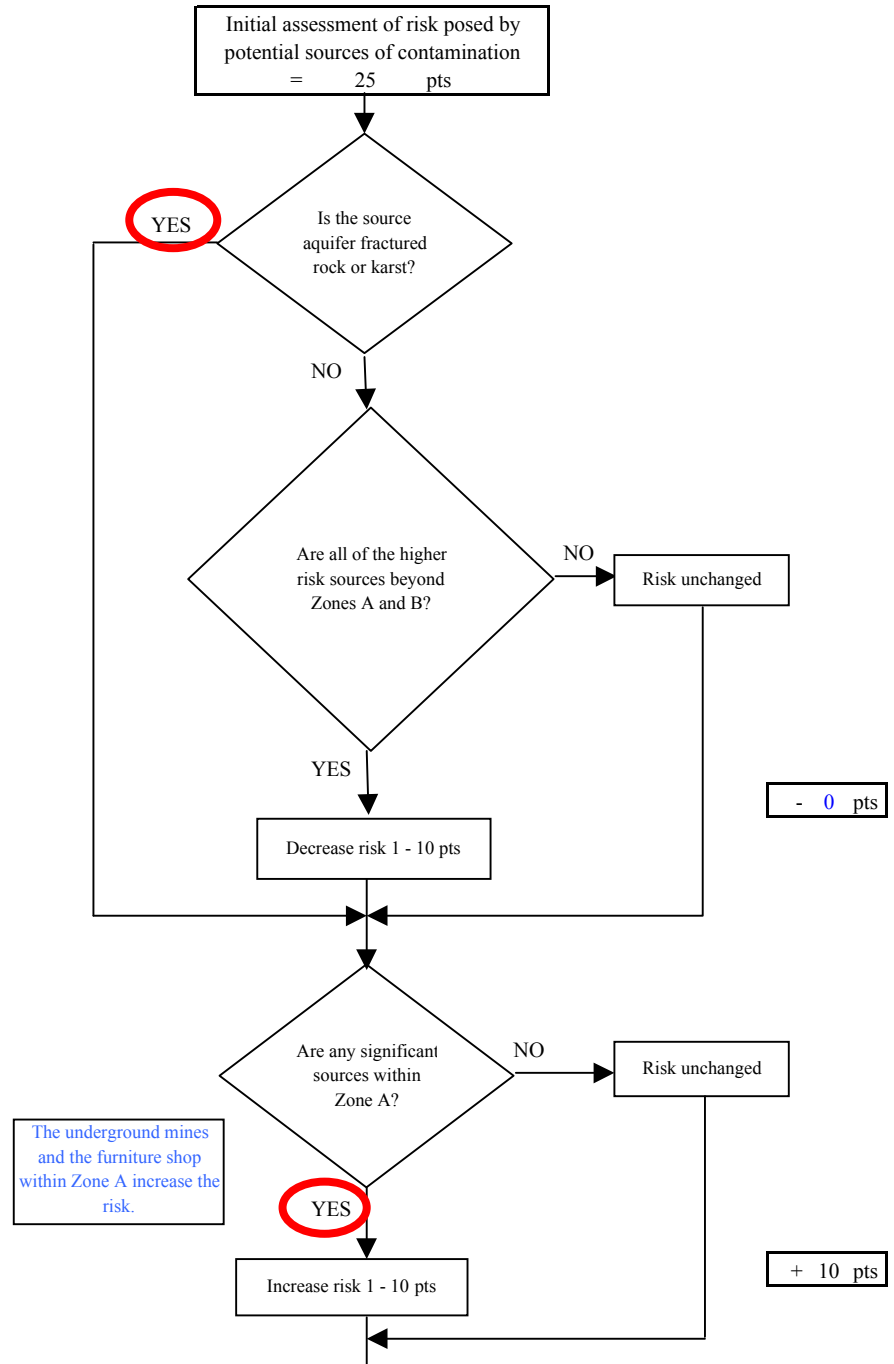 Initial assessment of risk posed by
potential sources of contamination
= 25 pts
YES
Is the source
aquifer fractured
rock or karst?
NO
Are all of the higher
risk sources beyond
Zones A and B?
NO
Risk unchanged
YES
- 0 pts
Decrease risk 1 - 10 pts
Are any significant
sources within
Zone A?
NO
Risk unchanged
The underground mines
and the furniture shop
within Zone A increase the
risk.
YES
+ 10 pts
Increase risk 1 - 10 pts